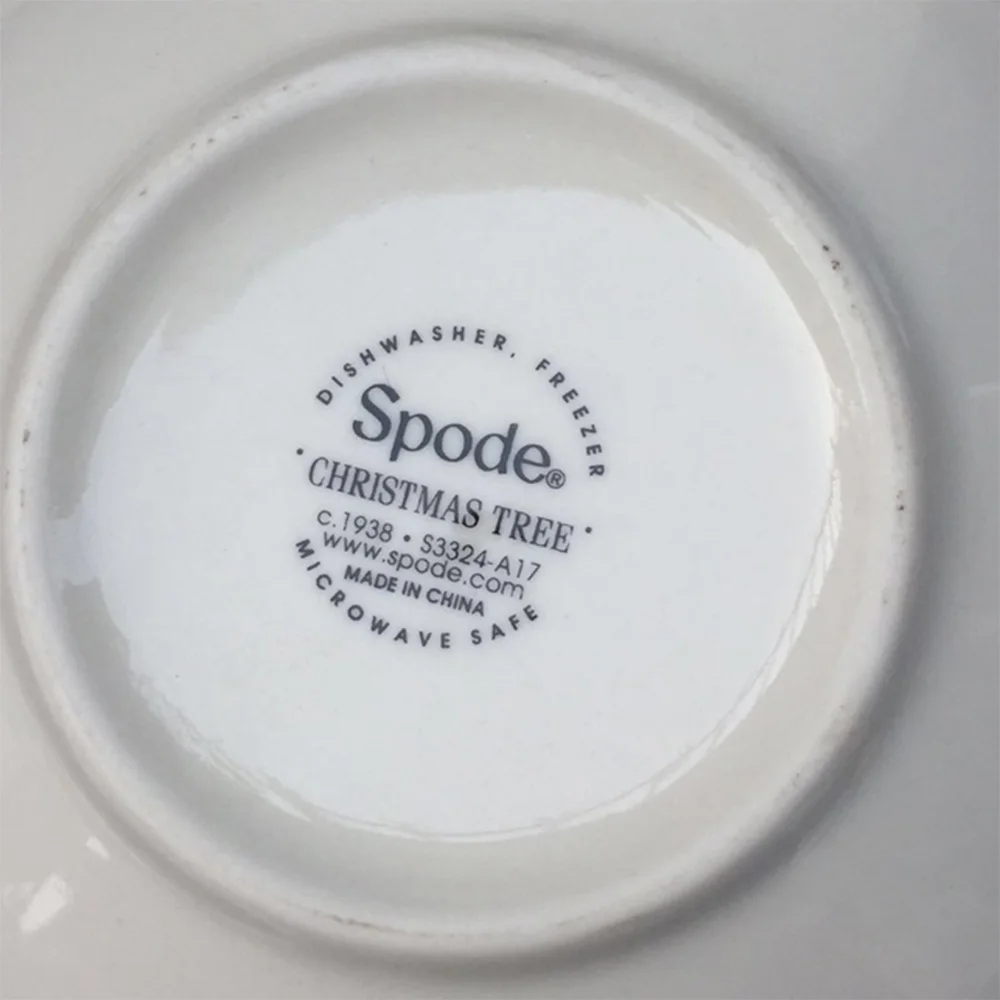 DISHWASHER, FREEZER
Spode®
• CHRISTMAS TREE •
c.1938 • S3324-A17
www.spode.com
MADE IN CHINA
MICROWAVE SAFE